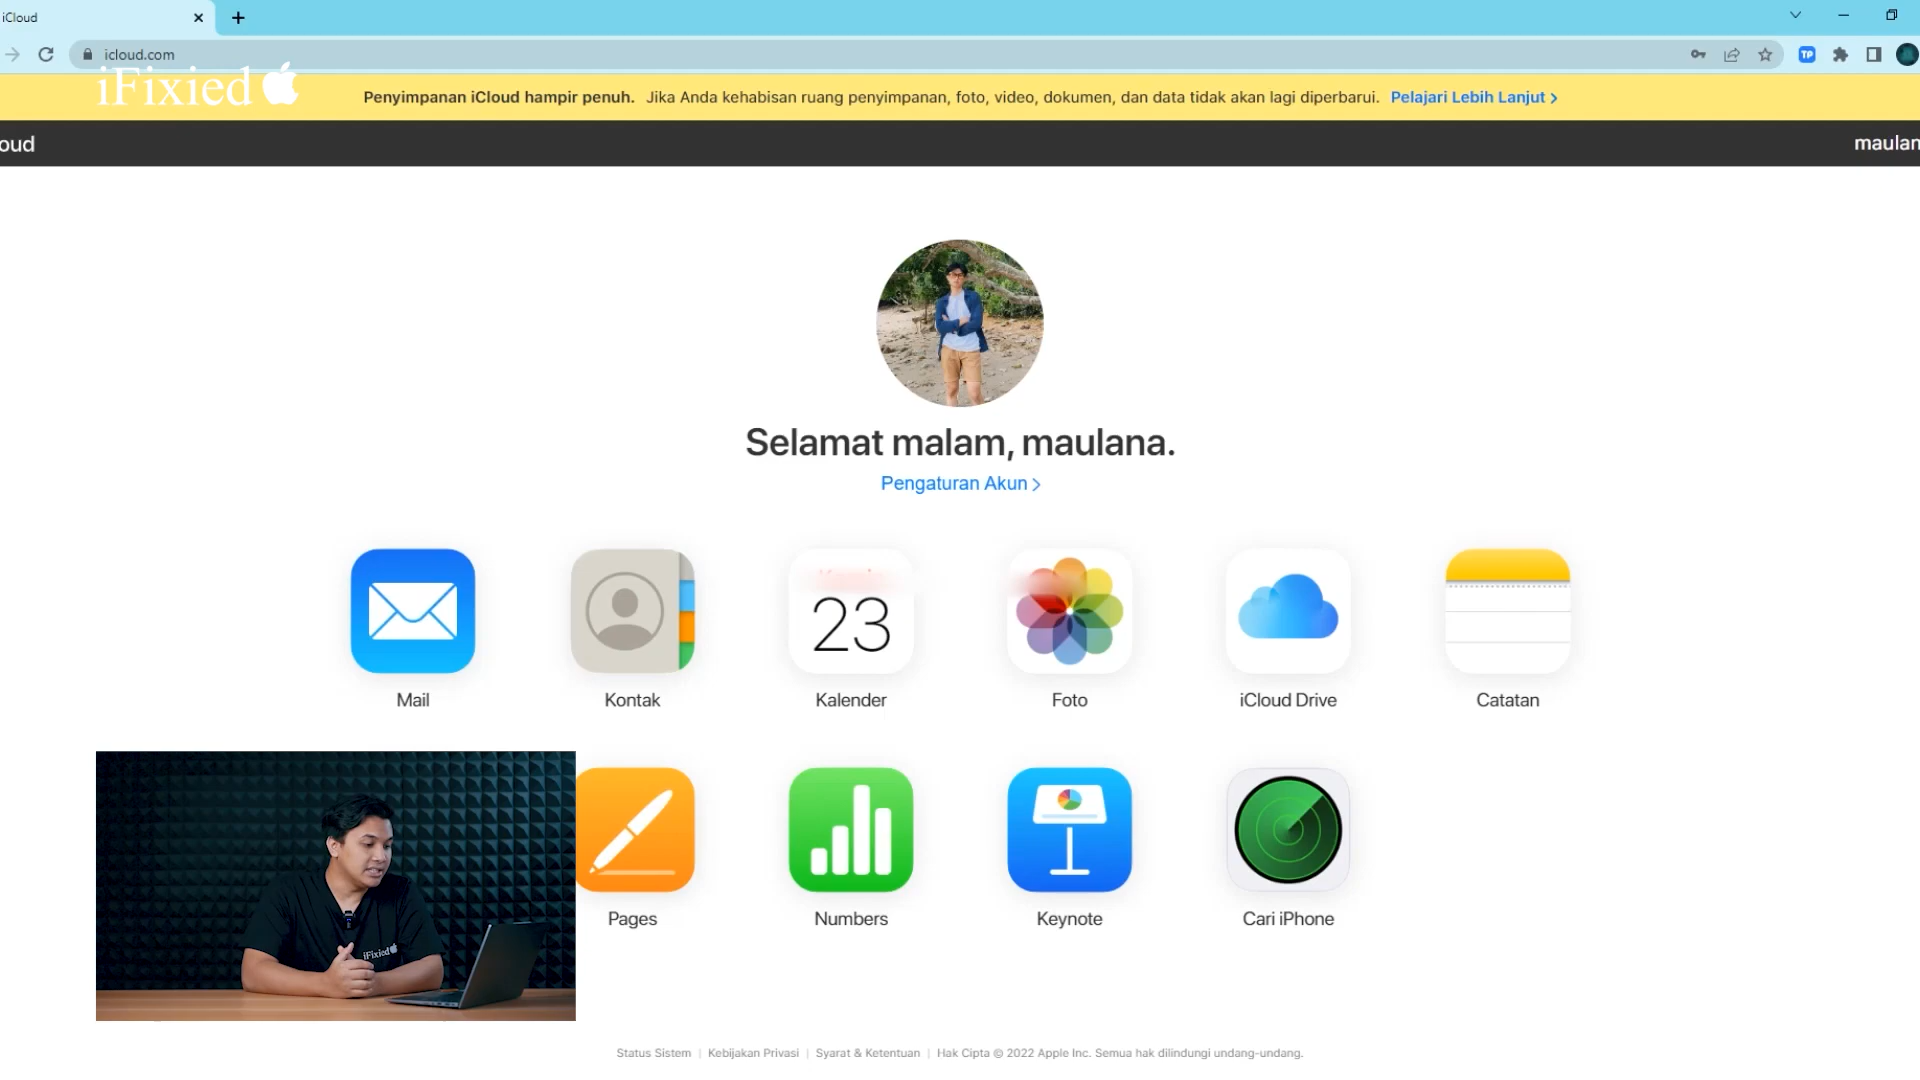 iCloud
icloud.com
TP
iFixied
Penyimpanan iCloud hampir penuh. Jika Anda kehabisan ruang penyimpanan, foto, video, dokumen, dan data tidak akan lagi diperbarui. Pelajari Lebih Lanjut >
oud
maulan
Selamat malam, maulana.
Pengaturan Akun >
23
Mail
Kontak
Kalender
Foto
iCloud Drive
Catatan
iFixied
Pages
Numbers
Keynote
Cari iPhone
Status Sistem | Kebijakan Privasi | Syarat & Ketentuan | Hak Cipta © 2022 Apple Inc. Semua hak dilindungi undang-undang.